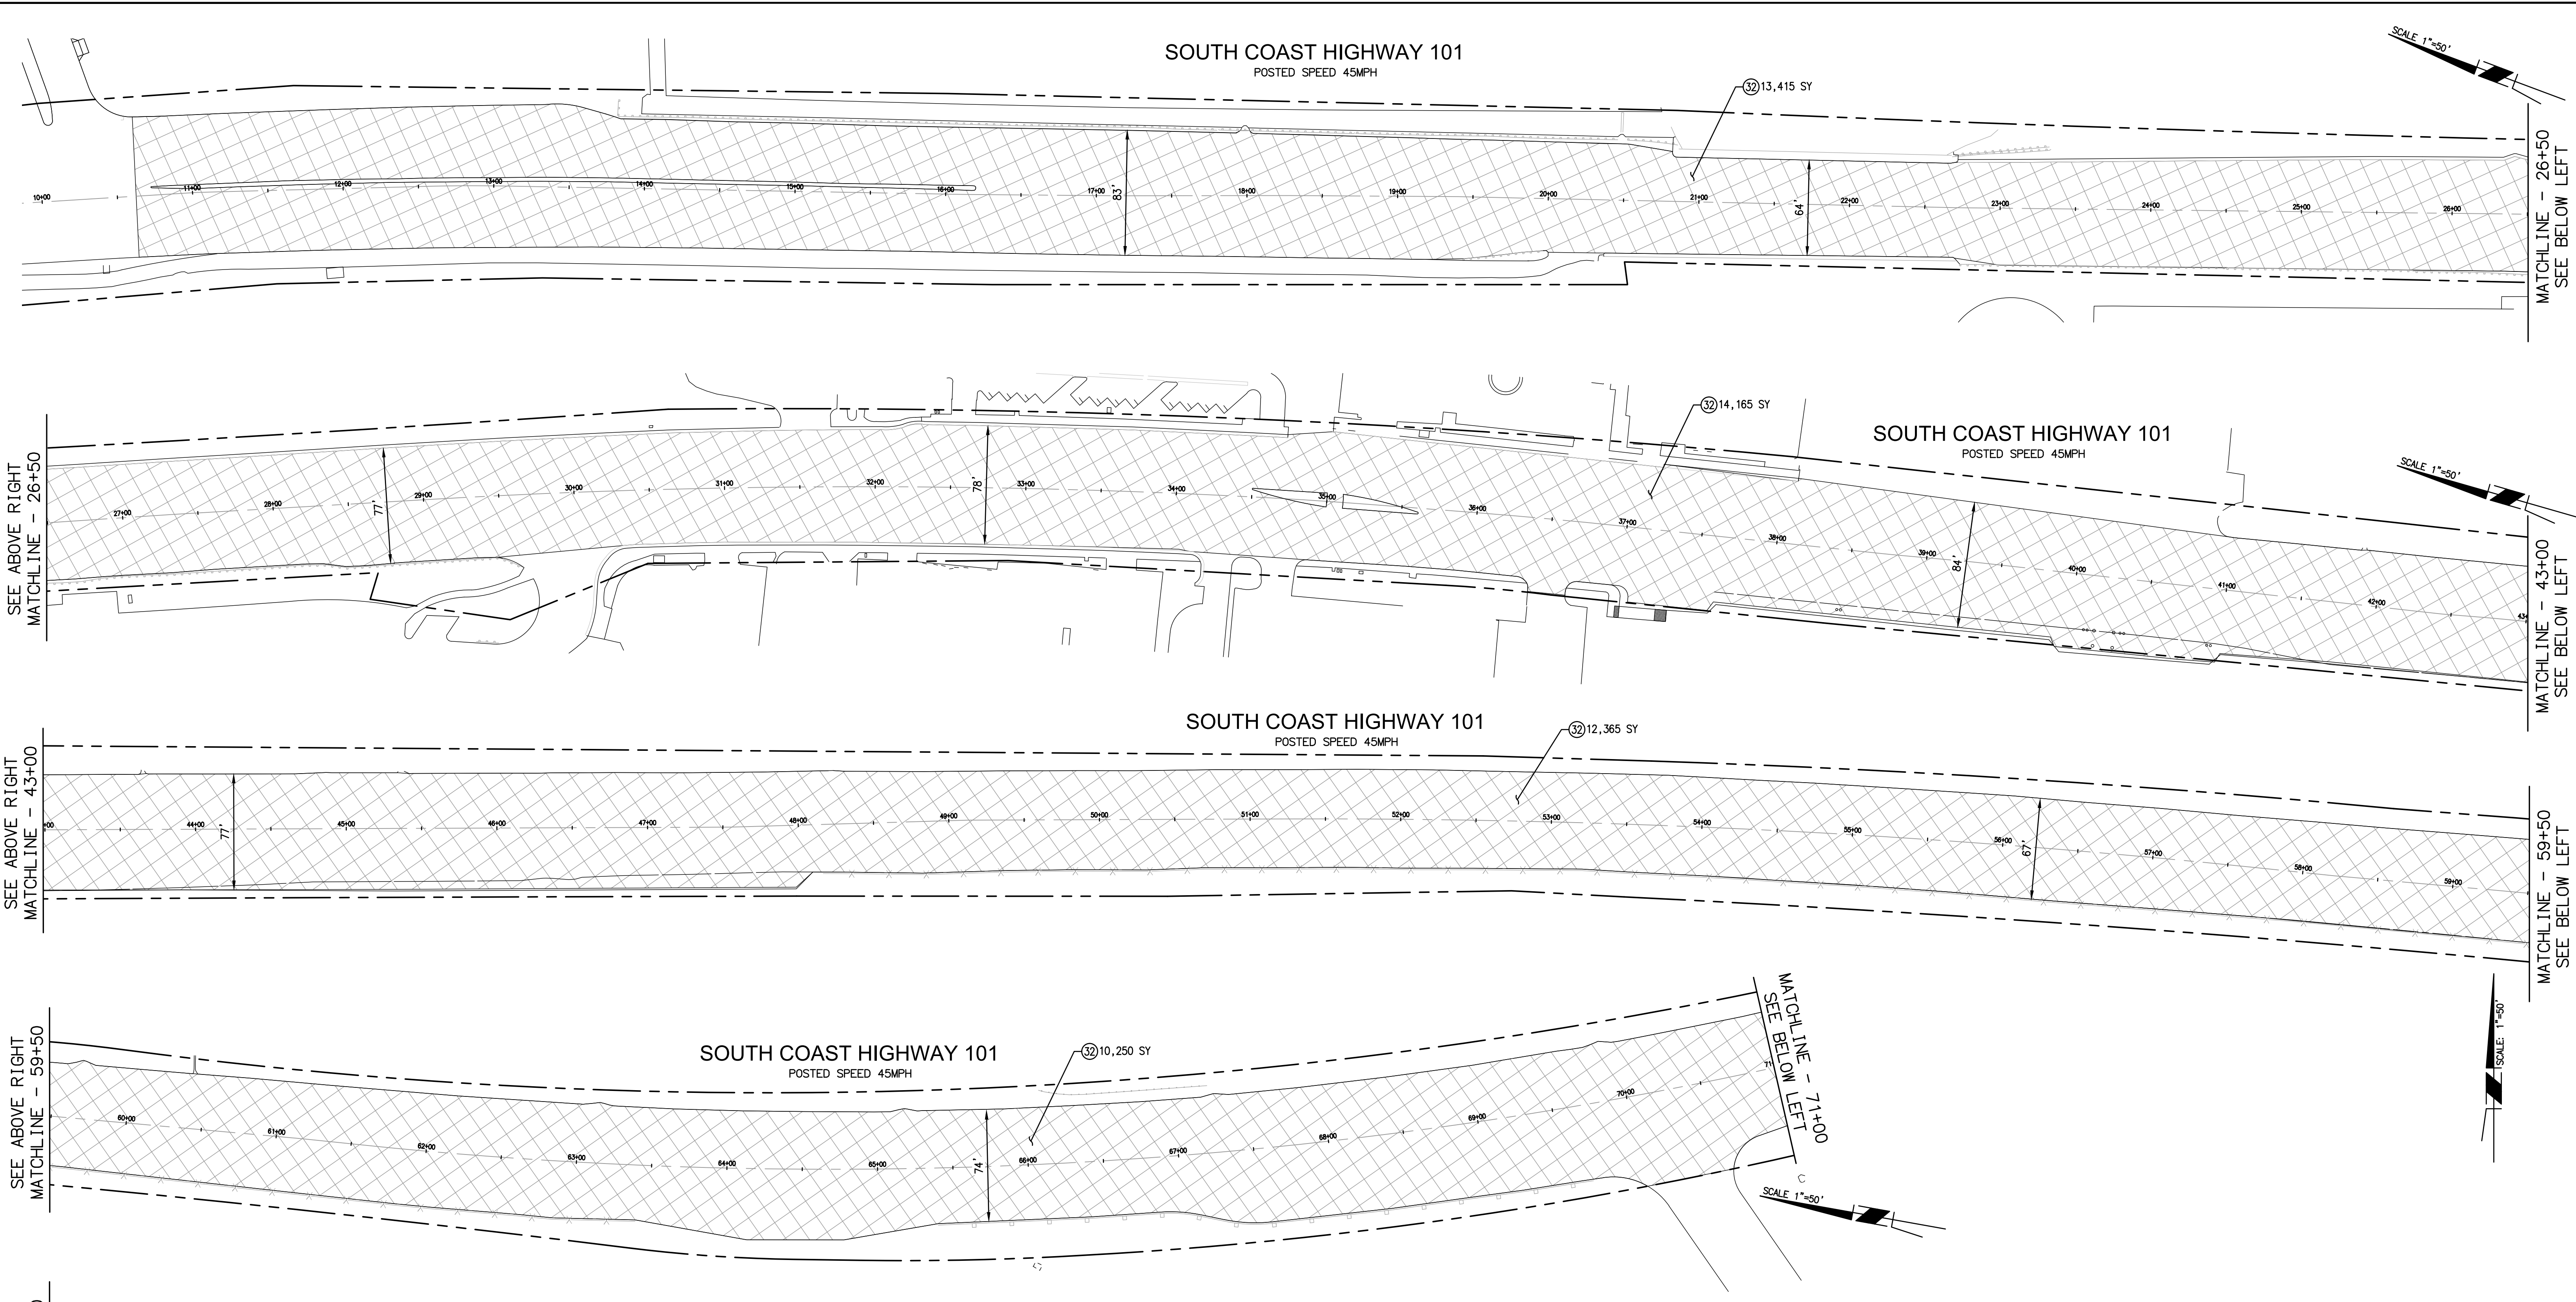 SOUTH COAST HIGHWAY 101
POSTED SPEED 45MPH
SCALE 1"=50'
32 13,415 SY
10+00
11+00
12+00
13+00
14+00
15+00
16+00
17+00
83'
18+00
19+00
20+00
21+00
64'
22+00
23+00
24+00
25+00
26+00
MATCHLINE - 26+50
SEE BELOW LEFT
SEE ABOVE RIGHT
MATCHLINE - 26+50
32 14,165 SY
SOUTH COAST HIGHWAY 101
POSTED SPEED 45MPH
SCALE 1"=50'
27+00
28+00
77'
29+00
30+00
31+00
32+00
78'
33+00
34+00
35+00
36+00
37+00
38+00
39+00
84'
40+00
41+00
42+00
43+
MATCHLINE - 43+00
SEE BELOW LEFT
SEE ABOVE RIGHT
MATCHLINE - 43+00
SOUTH COAST HIGHWAY 101
POSTED SPEED 45MPH
32 12,365 SY
00
44+00
77'
45+00
46+00
47+00
48+00
49+00
50+00
51+00
52+00
53+00
54+00
55+00
56+00
67'
57+00
58+00
59+00
MATCHLINE - 59+50
SEE BELOW LEFT
SEE ABOVE RIGHT
MATCHLINE - 59+50
SOUTH COAST HIGHWAY 101
POSTED SPEED 45MPH
32 10,250 SY
60+00
61+00
62+00
63+00
64+00
65+00
74'
66+00
67+00
68+00
69+00
70+00
71
MATCHLINE - 71+00
SEE BELOW LEFT
SCALE 1"=50'
SCALE: 1"=50'